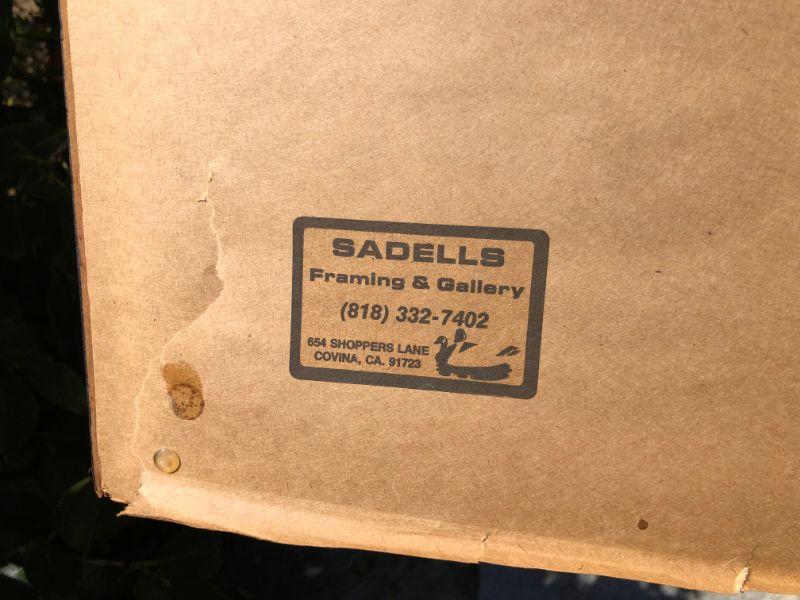 SADELLS
Framing & Gallery
(818) 332-7402
654 SHOPPERS LANE
COVINA, CA. 91723